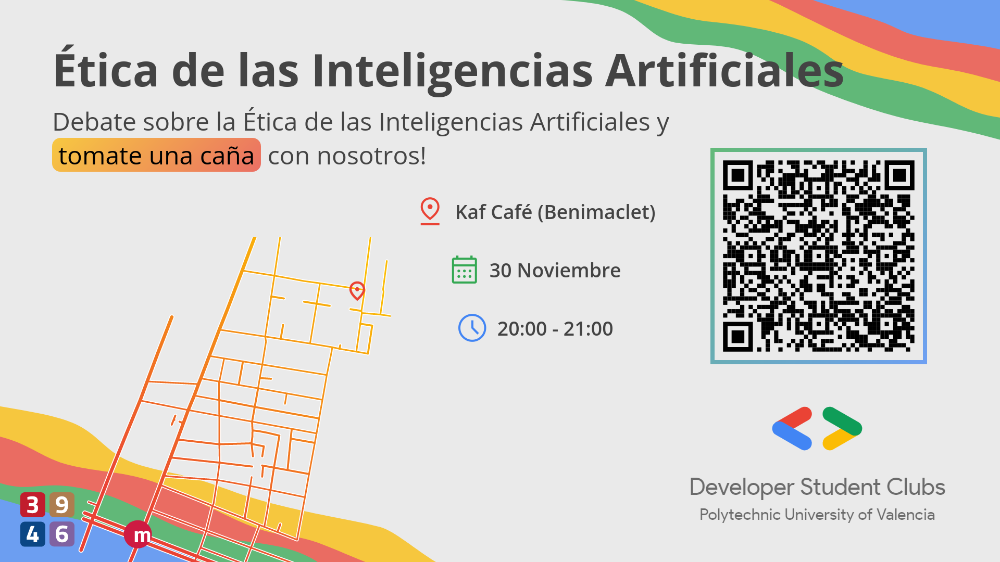 Ética de las Inteligencias Artificiales
Debate sobre la Ética de las Inteligencias Artificiales y
tomate una caña con nosotros!
Kaf Café (Benimaclet)
30 Noviembre
20:00 - 21:00
3 9
4 6
m
Developer Student Clubs
Polytechnic University of Valencia